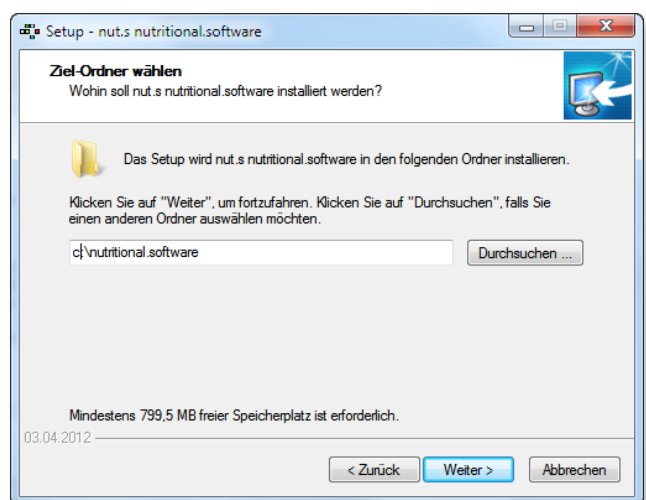 Setup - nut.s nutritional.software
Ziel-Ordner wählen
Wohin soll nut.s nutritional.software installiert werden?
Das Setup wird nut.s nutritional.software in den folgenden Ordner installieren.
Klicken Sie auf "Weiter", um fortzufahren. Klicken Sie auf "Durchsuchen", falls Sie
einen anderen Ordner auswählen möchten.
c:\nutritional.software
Durchsuchen ...
Mindestens 799,5 MB freier Speicherplatz ist erforderlich.
03.04.2012
< Zurück
Weiter >
Abbrechen